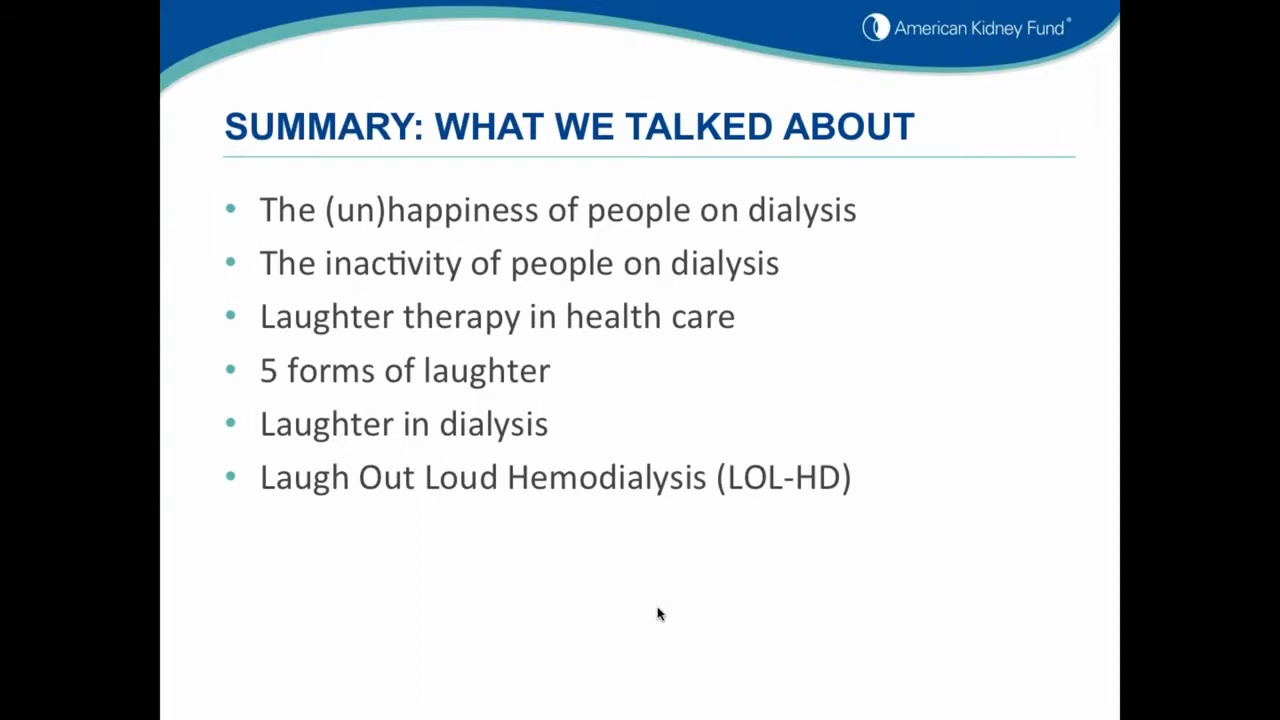 American Kidney Fund®
SUMMARY: WHAT WE TALKED ABOUT
• The (un)happiness of people on dialysis
• The inactivity of people on dialysis
• Laughter therapy in health care
• 5 forms of laughter
• Laughter in dialysis
• Laugh Out Loud Hemodialysis (LOL-HD)